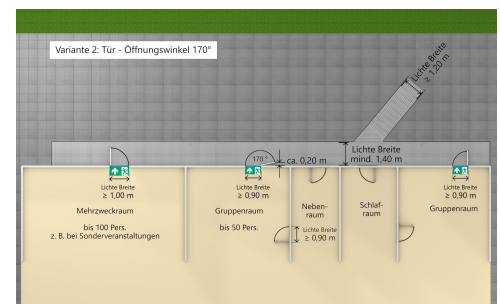 Variante 2: Tür - Öffnungswinkel 170°
Lichte Breite
≥ 1,20 m
170°
ca. 0,20 m
Lichte Breite
mind. 1,40 m
Lichte Breite
≥ 1,00 m
Mehrzweckraum
bis 100 Pers.
z. B. bei Sonderveranstaltungen
Lichte Breite
≥ 0,90 m
Gruppenraum
bis 50 Pers.
Neben-
raum
Lichte Breite
≥ 0,90 m
Schlaf-
raum
Lichte Breite
≥ 0,90 m
Gruppenraum